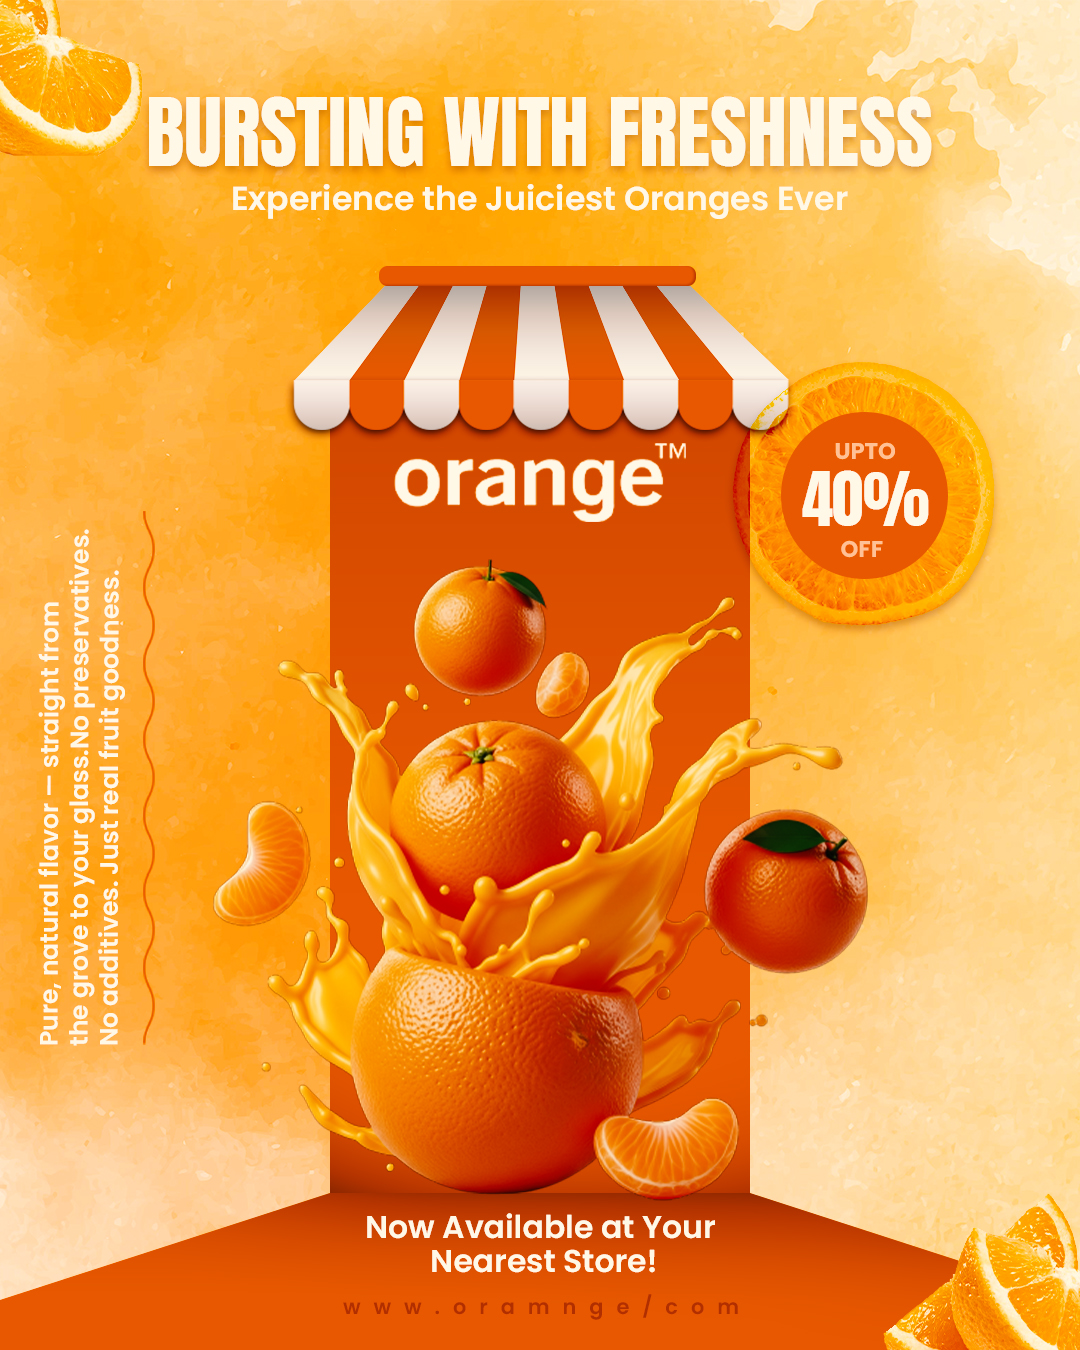 BURSTING WITH FRESHNESS
Experience the Juiciest Oranges Ever
orange™
UPTO
40%
OFF
Pure, natural flavor – straight from
the grove to your glass.No preservatives.
No additives. Just real fruit goodness.
Now Available at Your
Nearest Store!
www.oramnge/com